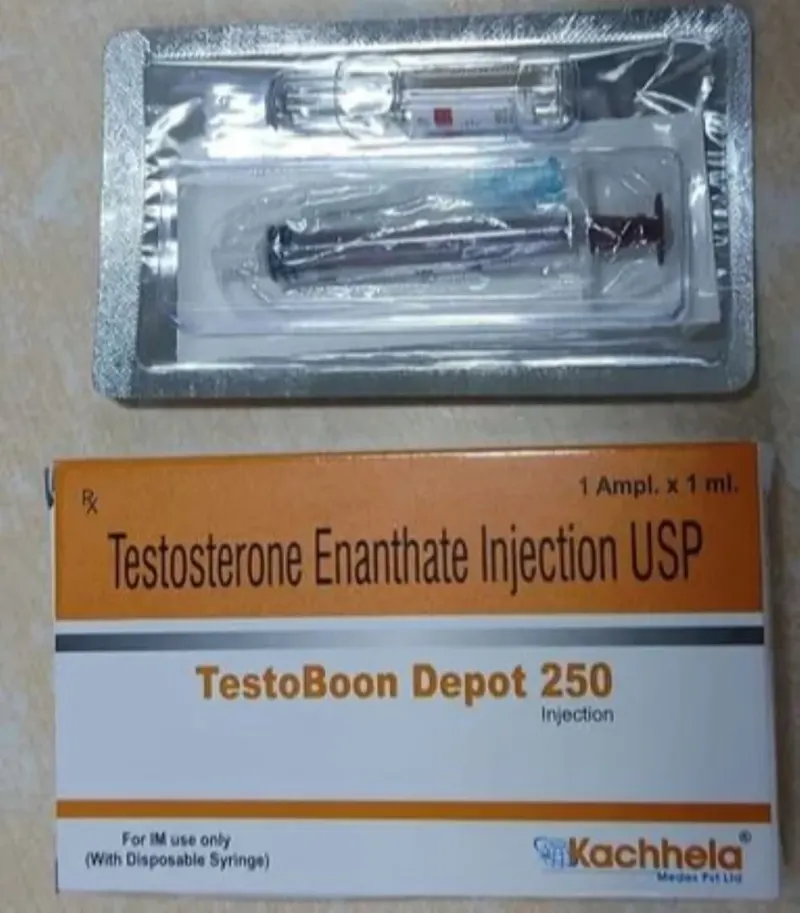 ℞
1 Ampl. x 1 ml.
Testosterone Enanthate Injection USP
TestoBoon Depot 250
Injection
For IM use only
(With Disposable Syringe)
Kachhela®
Medex Pvt Ltd